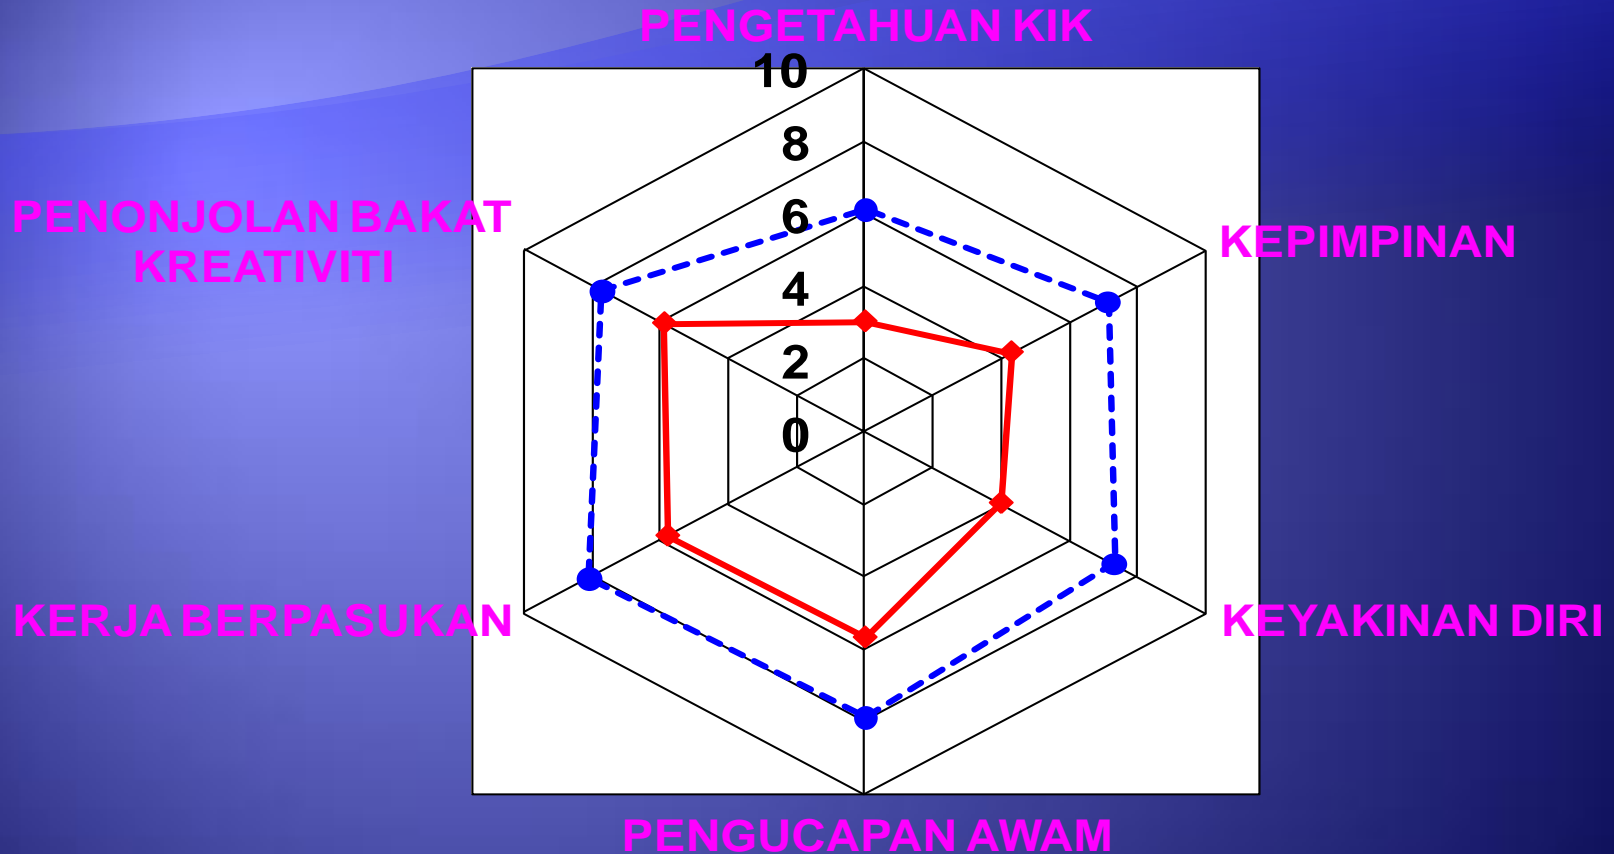 PENGETAHUAN KIK
10
8
6
4
2
0
PENONJOLAN BAKAT
KREATIVITI
KEPIMPINAN
KERJA BERPASUKAN
KEYAKINAN DIRI
PENGUCAPAN AWAM